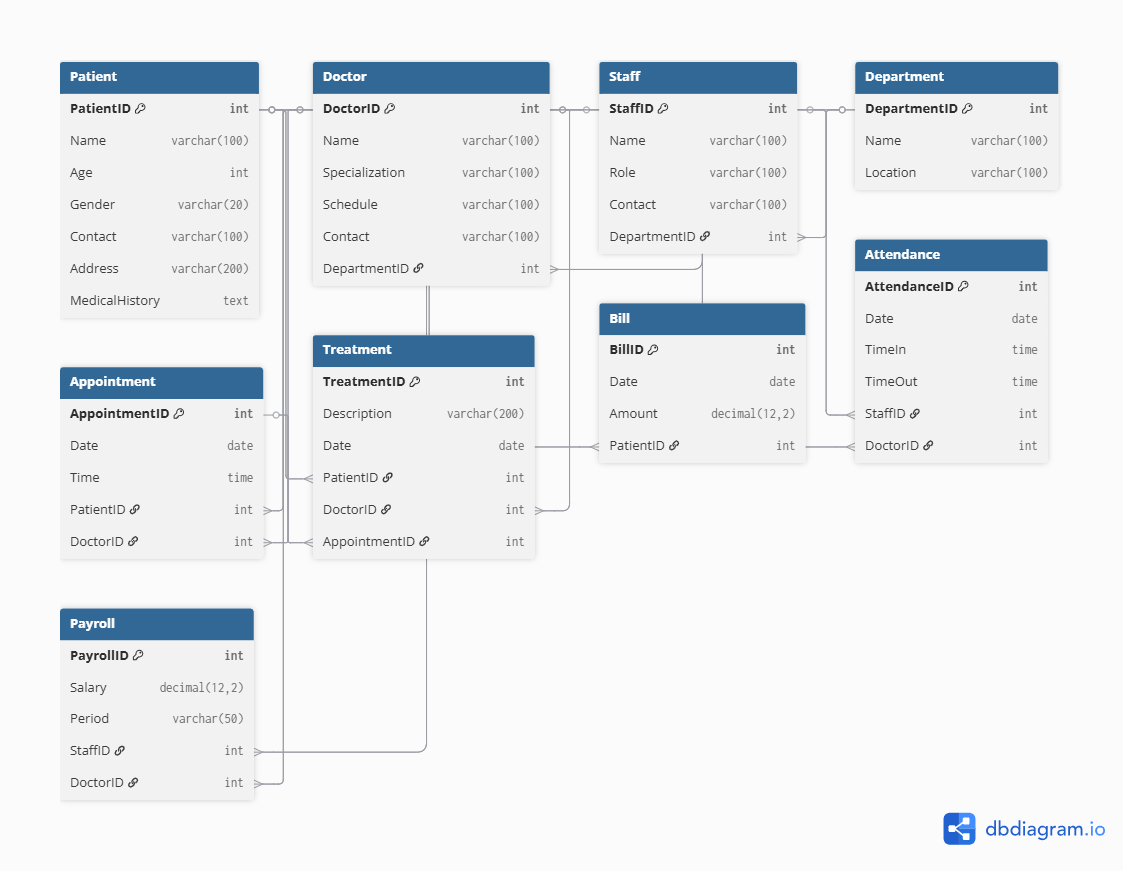 Patient
PatientID int
Name varchar(100)
Age int
Gender varchar(20)
Contact varchar(100)
Address varchar(200)
MedicalHistory text
Doctor
DoctorID int
Name varchar(100)
Specialization varchar(100)
Schedule varchar(100)
Contact varchar(100)
DepartmentID int
Staff
StaffID int
Name varchar(100)
Role varchar(100)
Contact varchar(100)
DepartmentID int
Department
DepartmentID int
Name varchar(100)
Location varchar(100)
Attendance
AttendanceID int
Date date
TimeIn time
TimeOut time
StaffID int
DoctorID int
Bill
BillID int
Date date
Amount decimal(12,2)
PatientID int
Treatment
TreatmentID int
Description varchar(200)
Date date
PatientID int
DoctorID int
AppointmentID int
Appointment
AppointmentID int
Date date
Time time
PatientID int
DoctorID int
Payroll
PayrollID int
Salary decimal(12,2)
Period varchar(50)
StaffID int
DoctorID int
dbdiagram.io